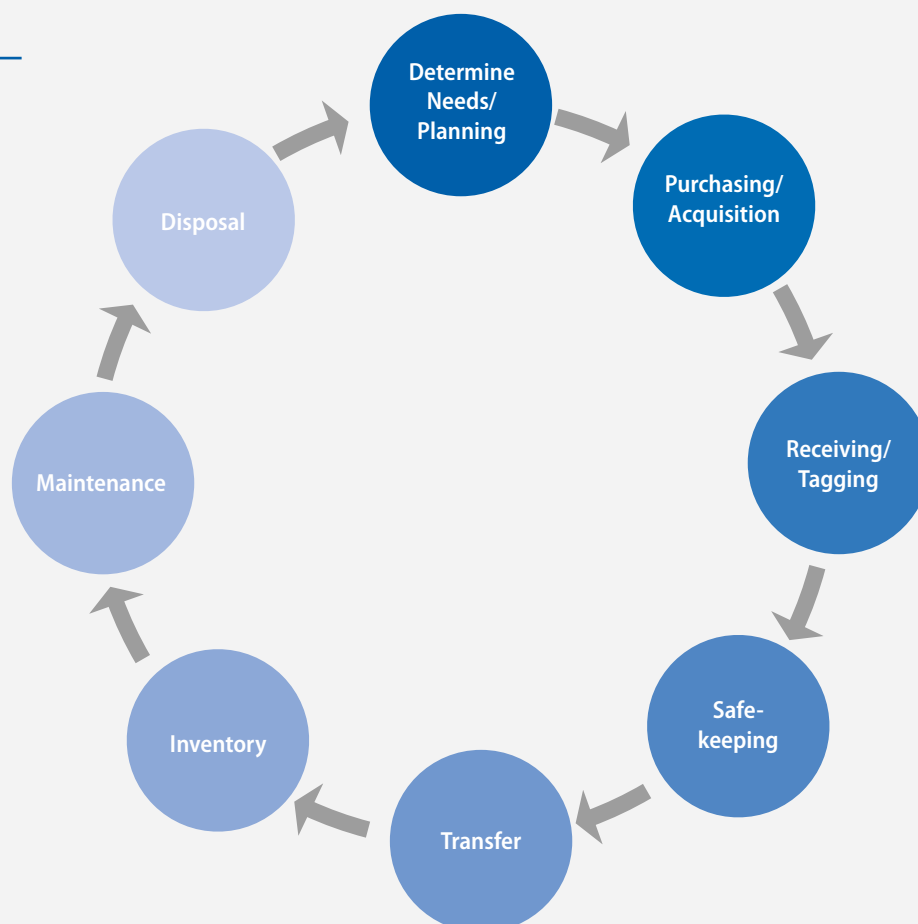 Determine
Needs/
Planning
Purchasing/
Acquisition
Receiving/
Tagging
Safe-
keeping
Transfer
Inventory
Maintenance
Disposal